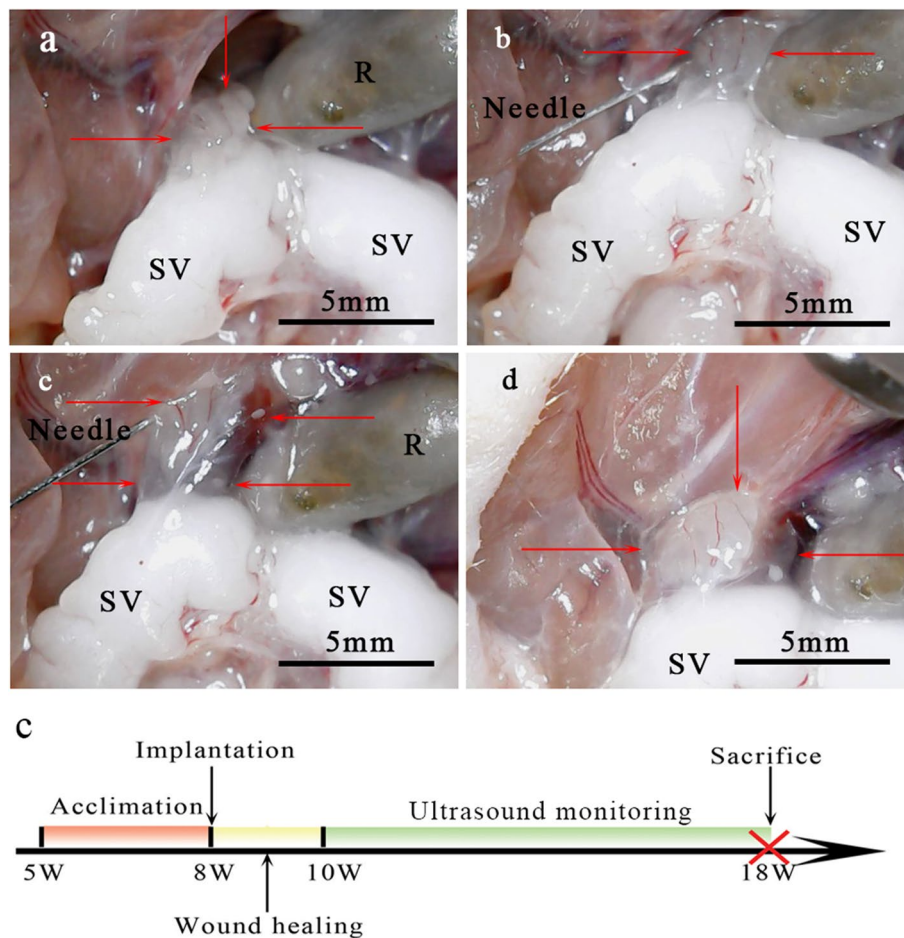 a
R
SV
SV
5mm
b
Needle
SV
SV
5mm
c
Needle
R
SV
SV
5mm
d
SV
5mm
c
Implantation
Sacrifice
Acclimation
Ultrasound monitoring
5W 8W 10W 18W
Wound healing